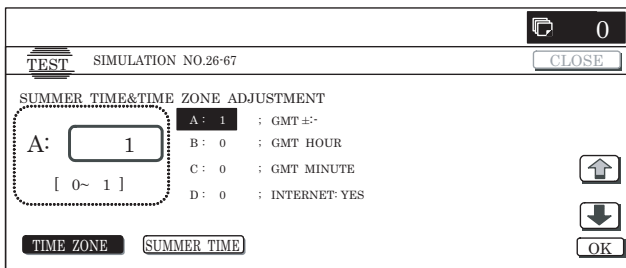 0
TEST SIMULATION NO.26-67 CLOSE
SUMMER TIME&TIME ZONE ADJUSTMENT
A: 1 ; GMT ±:-
A: 1
B: 0 ; GMT HOUR
C: 0 ; GMT MINUTE
[ 0~ 1 ]
D: 0 ; INTERNET: YES
TIME ZONE SUMMER TIME OK